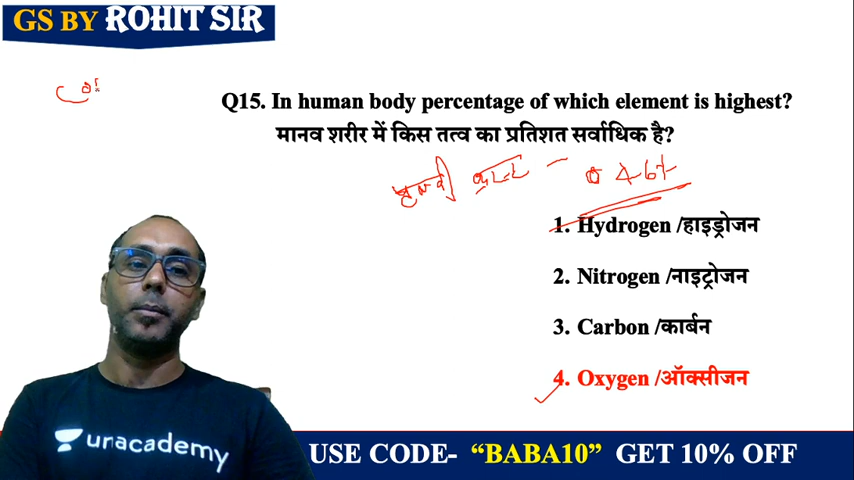 GS BY ROHIT SIR
Q15. In human body percentage of which element is highest?
मानव शरीर में किस तत्व का प्रतिशत सर्वाधिक है?
1. Hydrogen /हाइड्रोजन
2. Nitrogen /नाइट्रोजन
3. Carbon /कार्बन
4. Oxygen /ऑक्सीजन
unacademy
USE CODE- “BABA10” GET 10% OFF